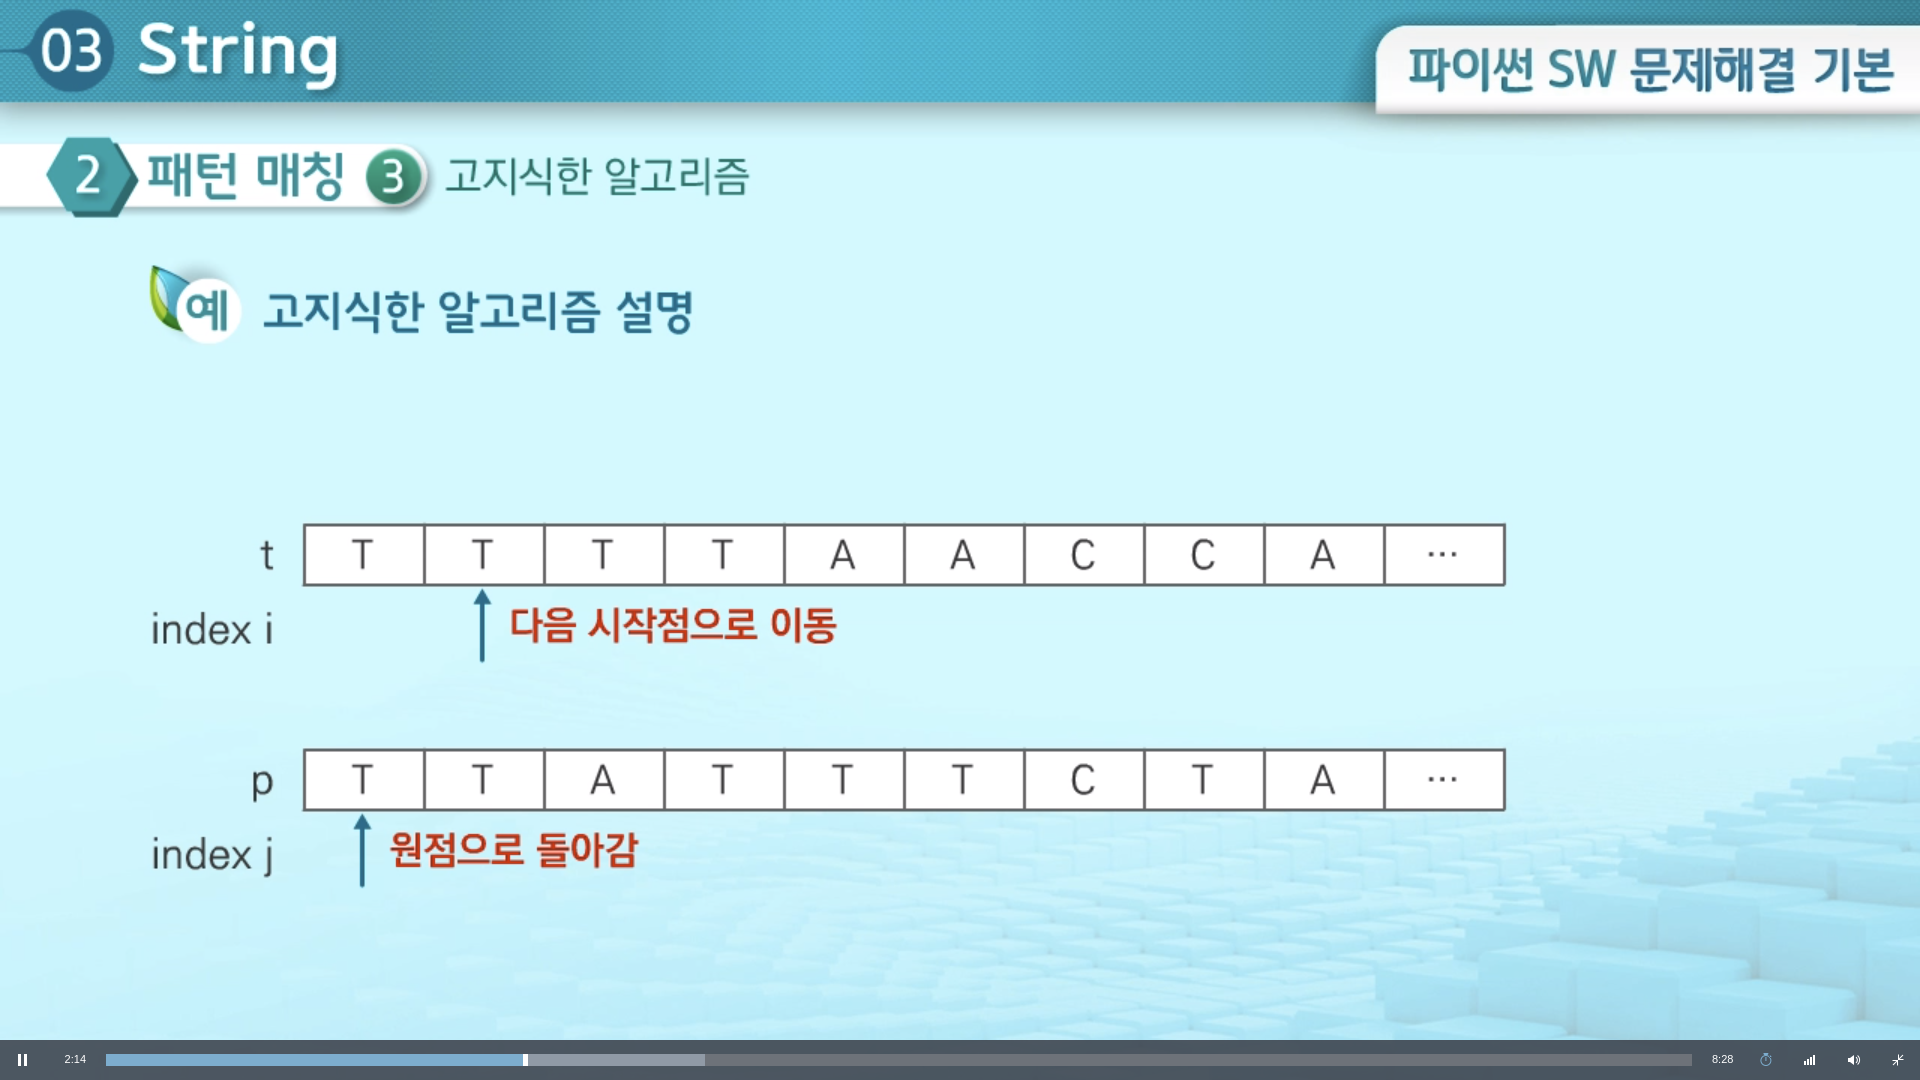 03 String
파이썬 SW 문제해결 기본
2 패턴 매칭 3 고지식한 알고리즘
예 고지식한 알고리즘 설명
t T T T T A A C C A ···
index i 다음 시작점으로 이동
p T T A T T T C T A ···
index j 원점으로 돌아감
2:14 8:28